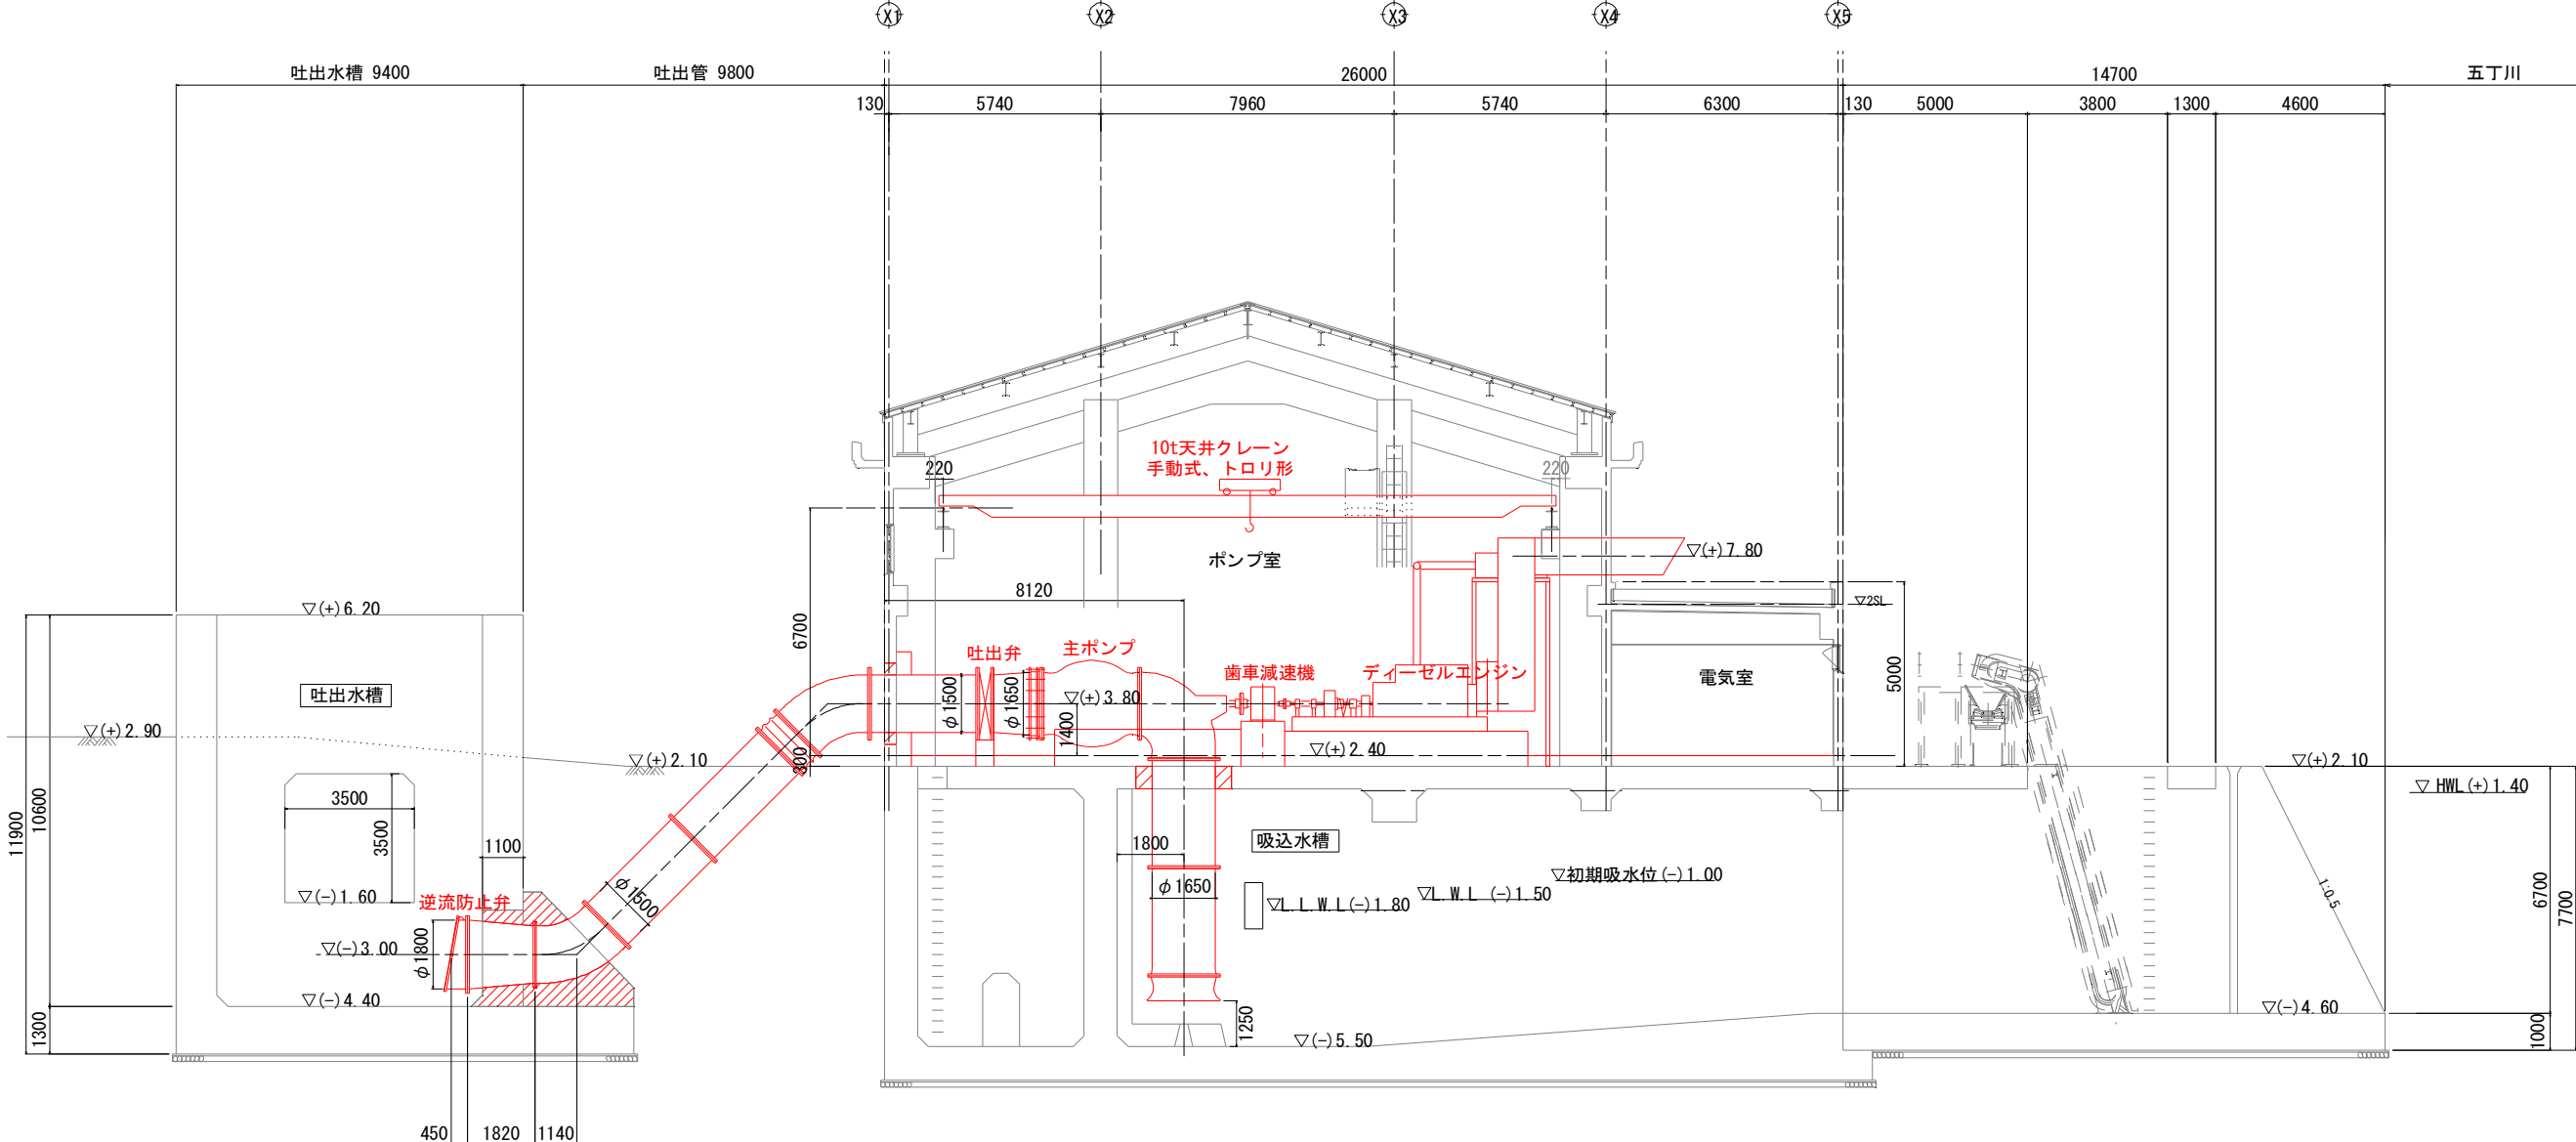 X1
X2
X3
X4
X5
吐出水槽 9400
吐出管 9800
26000
14700
五丁川
130
5740
7960
5740
6300
130
5000
3800
1300
4600
10t天井クレーン
手動式、トロリ形
220
220
ポンプ室
▽(+)7.80
8120
▽2SL
6700
▽(+)6.20
吐出弁
主ポンプ
歯車減速機
ディーゼルエンジン
電気室
5000
吐出水槽
φ1500
φ1650
▽(+)3.80
1400
▽(+)2.90
▽(+)2.40
▽(+)2.10
300
▽(+)2.10
▽ HWL(+)1.40
3500
3500
11900
10600
1100
1800
吸込水槽
φ1650
▽初期吸水位(-)1.00
▽L.W.L (-)1.50
▽L.L.W.L(-)1.80
1:0.5
6700
7700
▽(-)1.60
逆流防止弁
φ1500
▽(-)3.00
φ1800
▽(-)4.40
▽(-)4.60
1300
1250
▽(-)5.50
1000
450
1820
1140